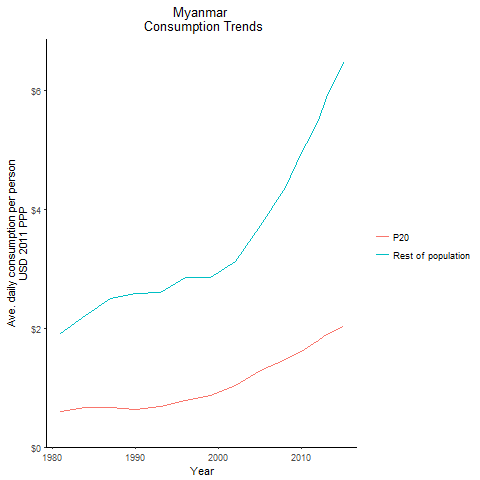 Myanmar
Consumption Trends
Ave. daily consumption per person
USD 2011 PPP
$6
$4
$2
$0
1980
1990
2000
2010
Year
P20
Rest of population